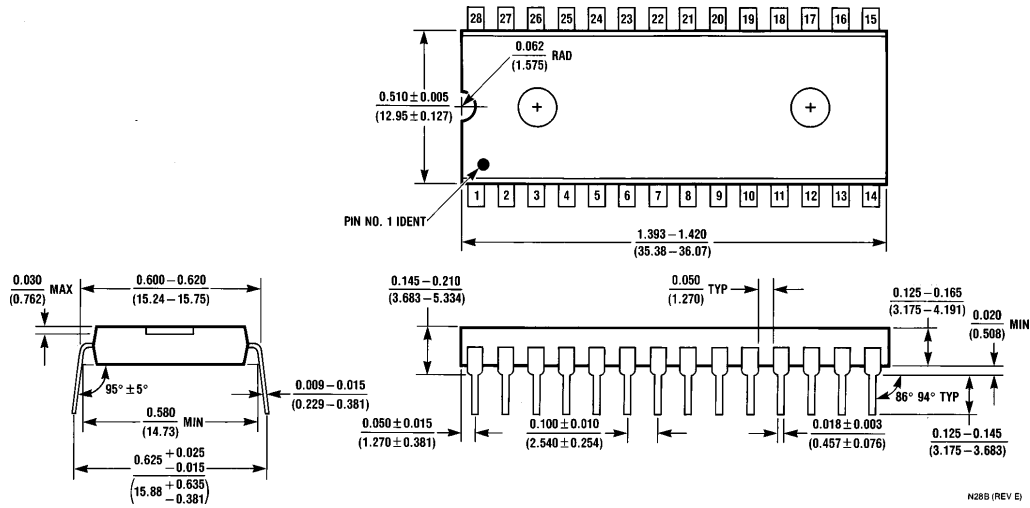 28 27 26 25 24 23 22 21 20 19 18 17 16 15
0.062
(1.575) RAD
0.510 ± 0.005
(12.95 ± 0.127)
1 2 3 4 5 6 7 8 9 10 11 12 13 14
PIN NO. 1 IDENT
1.393 – 1.420
(35.38 – 36.07)
0.030
(0.762) MAX
0.600 – 0.620
(15.24 – 15.75)
95° ± 5°
0.580
(14.73) MIN
0.009 – 0.015
(0.229 – 0.381)
0.625 + 0.025
– 0.015
(15.88 + 0.635
– 0.381)
0.145 – 0.210
(3.683 – 5.334)
0.050
(1.270) TYP
0.125 – 0.165
(3.175 – 4.191)
0.020
(0.508) MIN
86° 94° TYP
0.050 ± 0.015
(1.270 ± 0.381)
0.100 ± 0.010
(2.540 ± 0.254)
0.018 ± 0.003
(0.457 ± 0.076)
0.125 – 0.145
(3.175 – 3.683)
N28B (REV E)